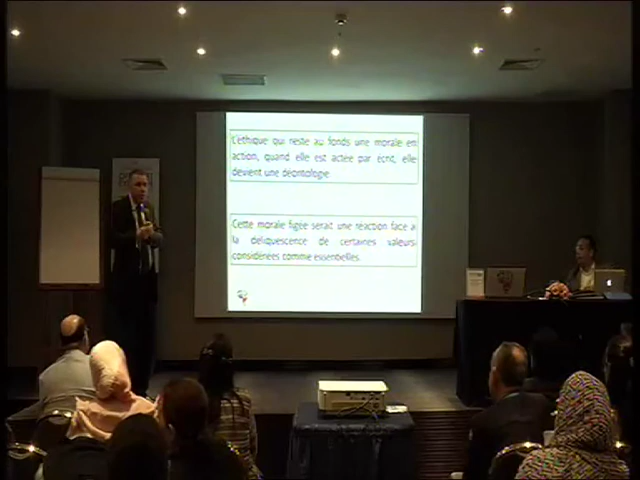 L'éthique qui reste au fonds une morale en
action, quand elle est actée par écrit, elle
devient une déontologie.
Cette morale figée serait une réaction face a
la déliquescence de certaines valeurs
considérées comme essentielles.